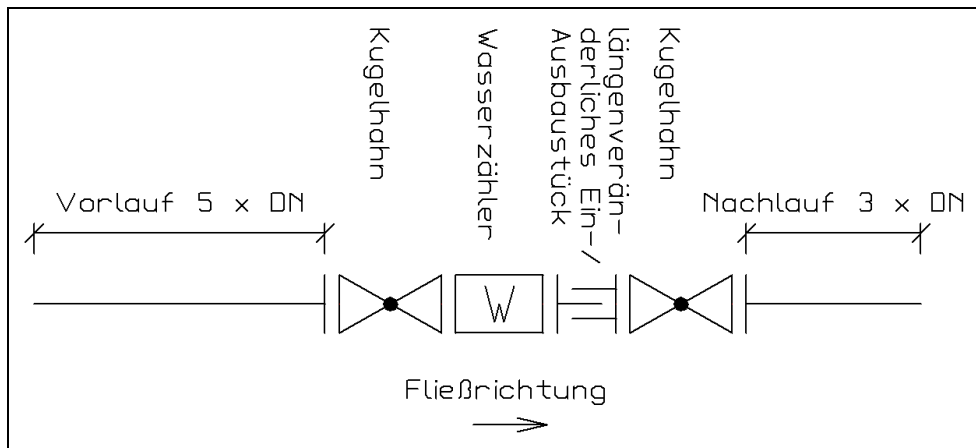 Kugelhahn
Wasserzähler
längenverän-
derliches Ein-/
Ausbaustück
Kugelhahn
Vorlauf 5 x DN
Nachlauf 3 x DN
W
Fließrichtung